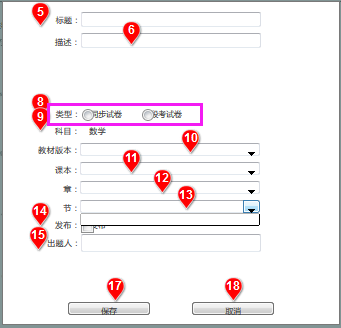 5 标题：
6
描述：
8
9 类型： 同步试卷 段考试卷
科目： 数学
10
教材版本：
11
课本：
12
章：
13
节：
14
发布： 发布
15
出题人：
17 18
保存 取消